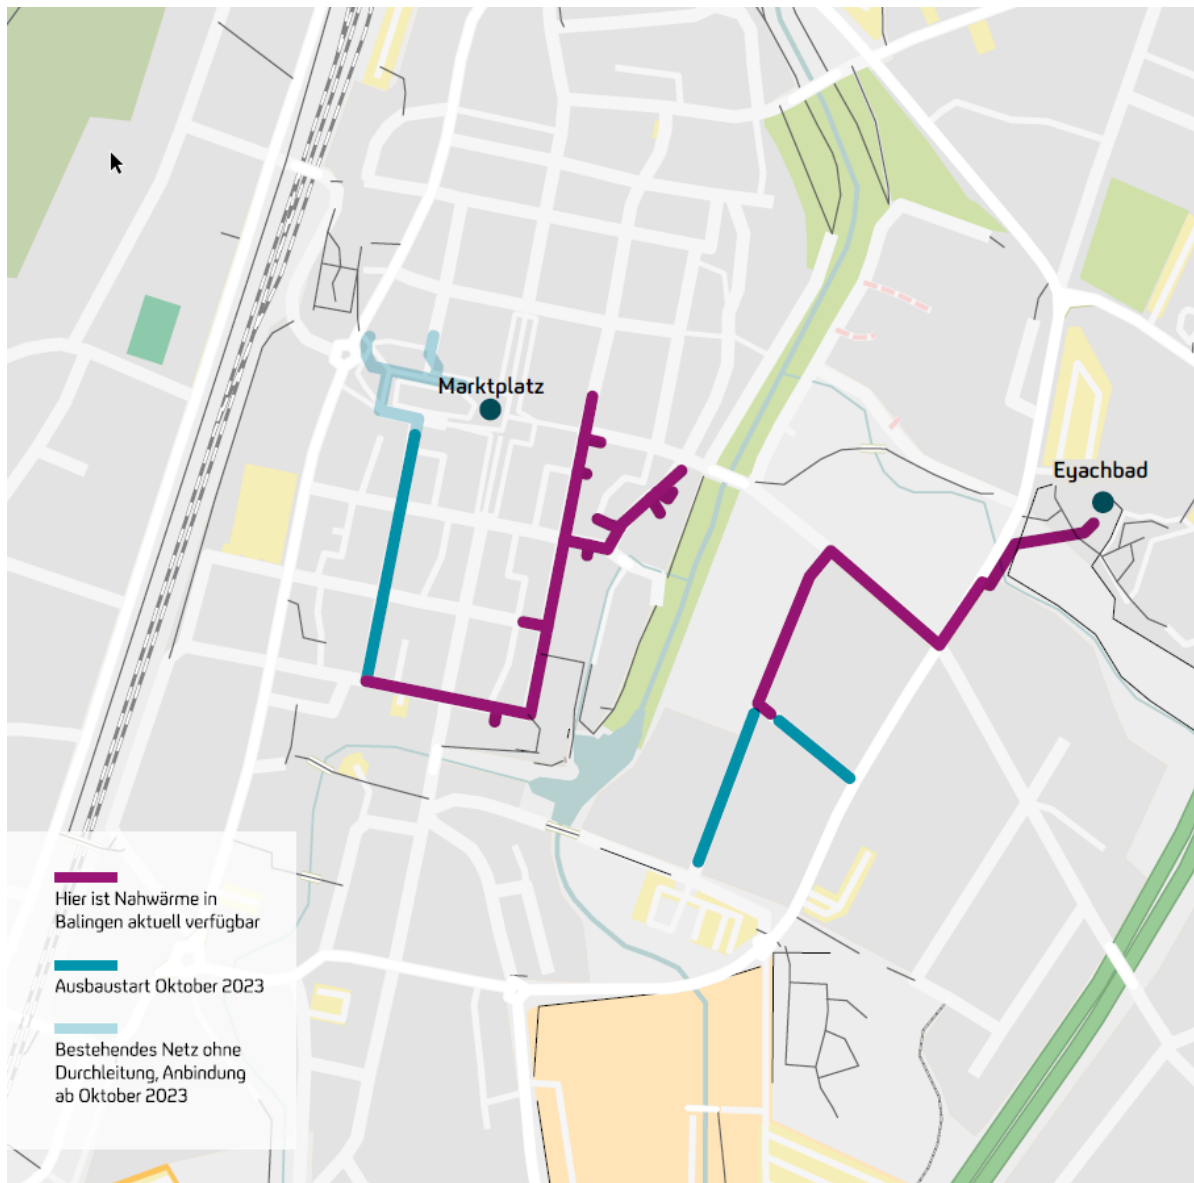 Marktplatz
Eyachbad
Hier ist Nahwärme in
Balingen aktuell verfügbar
Ausbaustart Oktober 2023
Bestehendes Netz ohne
Durchleitung, Anbindung
ab Oktober 2023